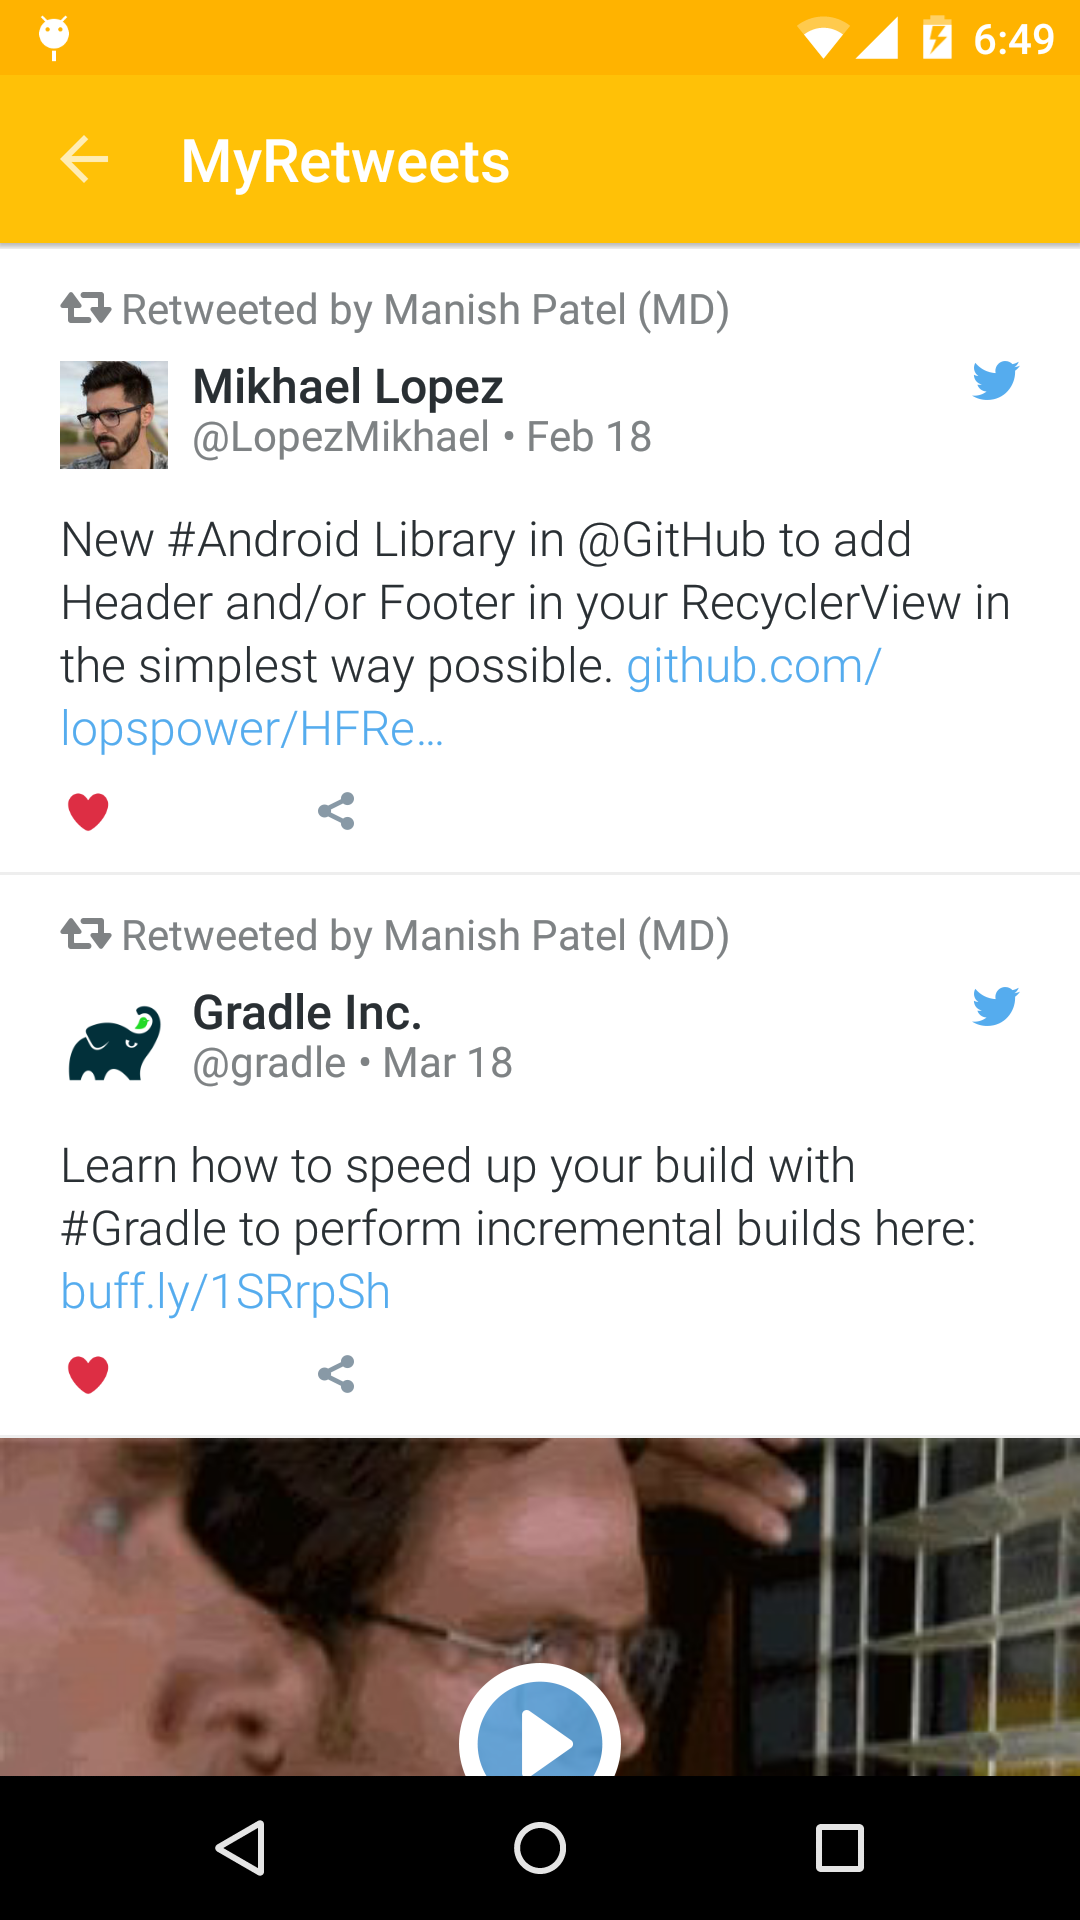 6:49
MyRetweets
Retweeted by Manish Patel (MD)
Mikhael Lopez
@LopezMikhael • Feb 18
New #Android Library in @GitHub to add
Header and/or Footer in your RecyclerView in
the simplest way possible. github.com/
lopspower/HFRe…
Retweeted by Manish Patel (MD)
Gradle Inc.
@gradle • Mar 18
Learn how to speed up your build with
#Gradle to perform incremental builds here:
buff.ly/1SRrpSh